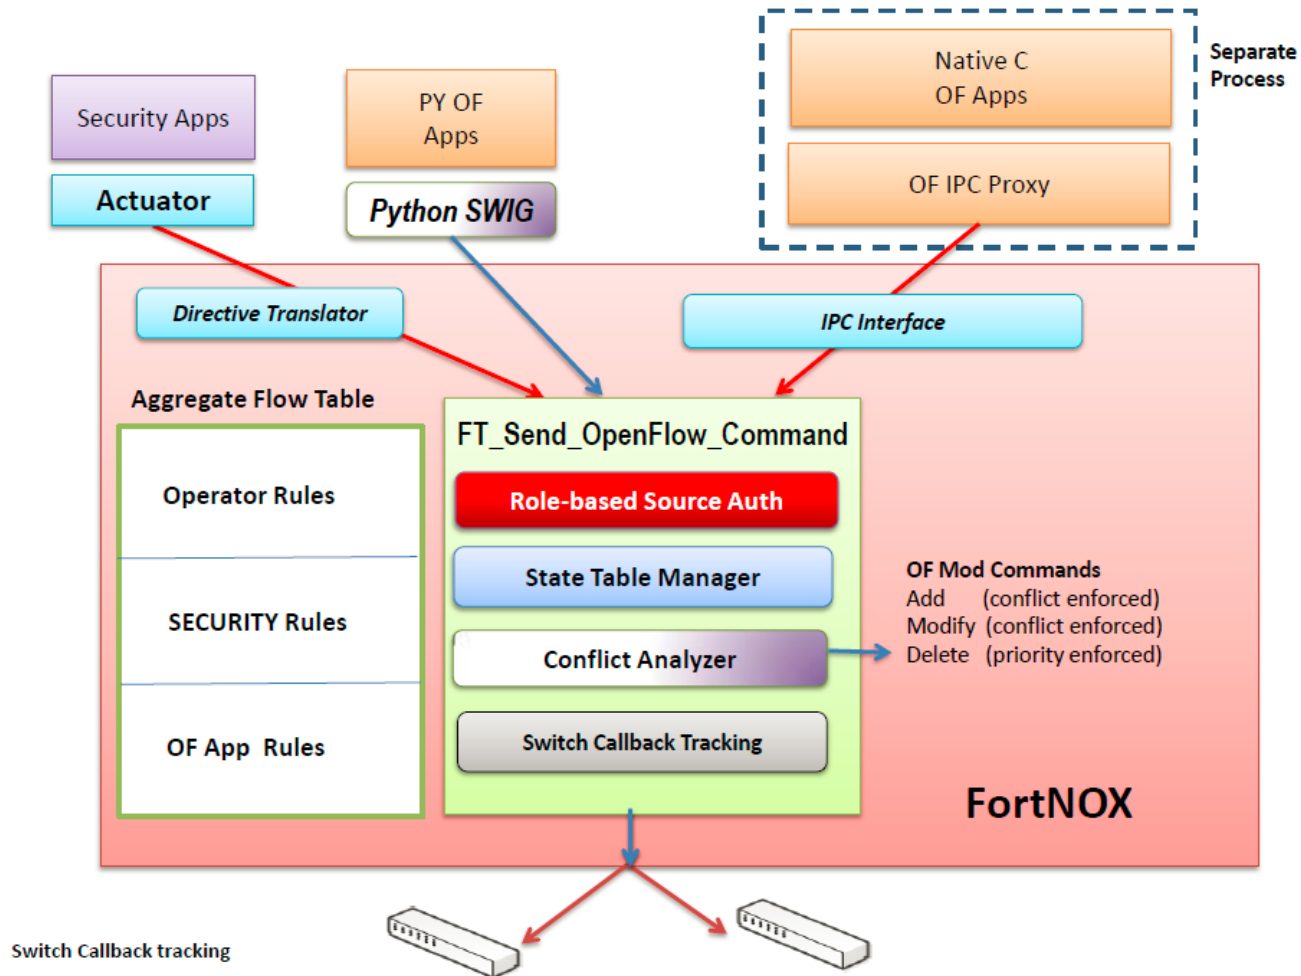 Security Apps
Actuator
PY OF
Apps
Python SWIG
Native C
OF Apps
OF IPC Proxy
Separate
Process
Directive Translator
IPC Interface
Aggregate Flow Table
Operator Rules
SECURITY Rules
OF App Rules
FT_Send_OpenFlow_Command
Role-based Source Auth
State Table Manager
Conflict Analyzer
Switch Callback Tracking
OF Mod Commands
Add (conflict enforced)
Modify (conflict enforced)
Delete (priority enforced)
FortNOX
Switch Callback tracking